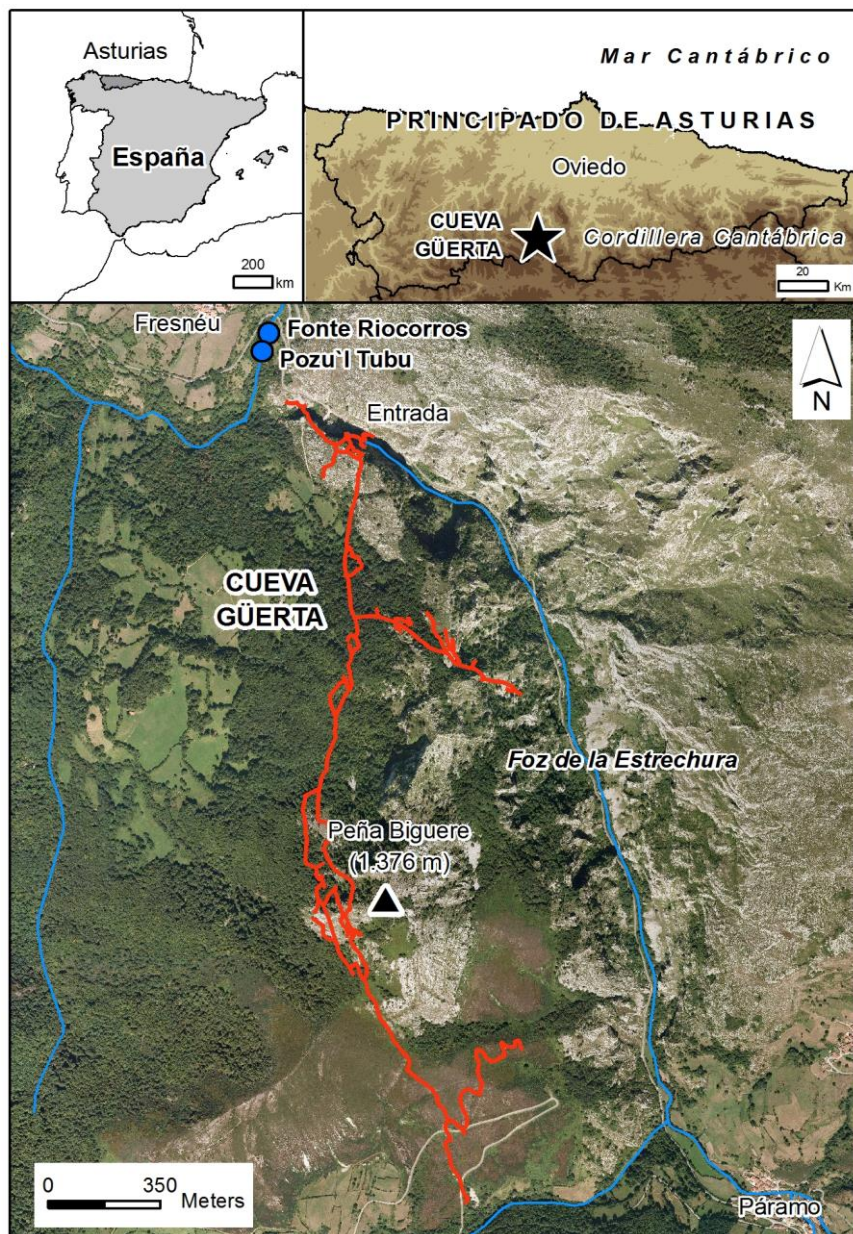 Asturias
España
200
km
Mar Cantábrico
PRINCIPADO DE ASTURIAS
Oviedo
CUEVA
GÜERTA
Cordillera Cantábrica
20
Km
Fresnéu
Fonte Riocorros
Pozu`l Tubu
Entrada
N
CUEVA
GÜERTA
Foz de la Estrechura
Peña Biguere
(1.376 m)
0 350
Meters
Páramo